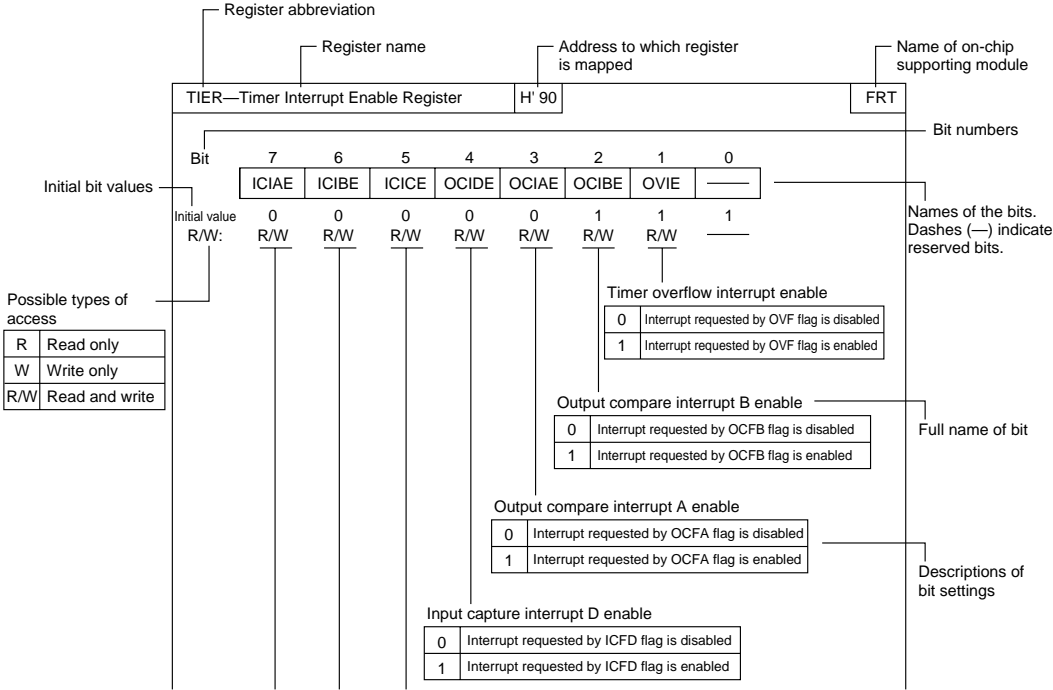 Register abbreviation
Register name
Address to which register
is mapped
Name of on-chip
supporting module
TIER—Timer Interrupt Enable Register
H' 90
FRT
Bit numbers
Bit 7 6 5 4 3 2 1 0
ICIAE ICIBE ICICE OCIDE OCIAE OCIBE OVIE —
Initial bit values
Initial value 0 0 0 0 0 1 1 1
R/W: R/W R/W R/W R/W R/W R/W R/W —
Names of the bits.
Dashes (—) indicate
reserved bits.
Possible types of
access
R Read only
W Write only
R/W Read and write
Timer overflow interrupt enable
0 Interrupt requested by OVF flag is disabled
1 Interrupt requested by OVF flag is enabled
Output compare interrupt B enable
0 Interrupt requested by OCFB flag is disabled
1 Interrupt requested by OCFB flag is enabled
Full name of bit
Output compare interrupt A enable
0 Interrupt requested by OCFA flag is disabled
1 Interrupt requested by OCFA flag is enabled
Descriptions of
bit settings
Input capture interrupt D enable
0 Interrupt requested by ICFD flag is disabled
1 Interrupt requested by ICFD flag is enabled